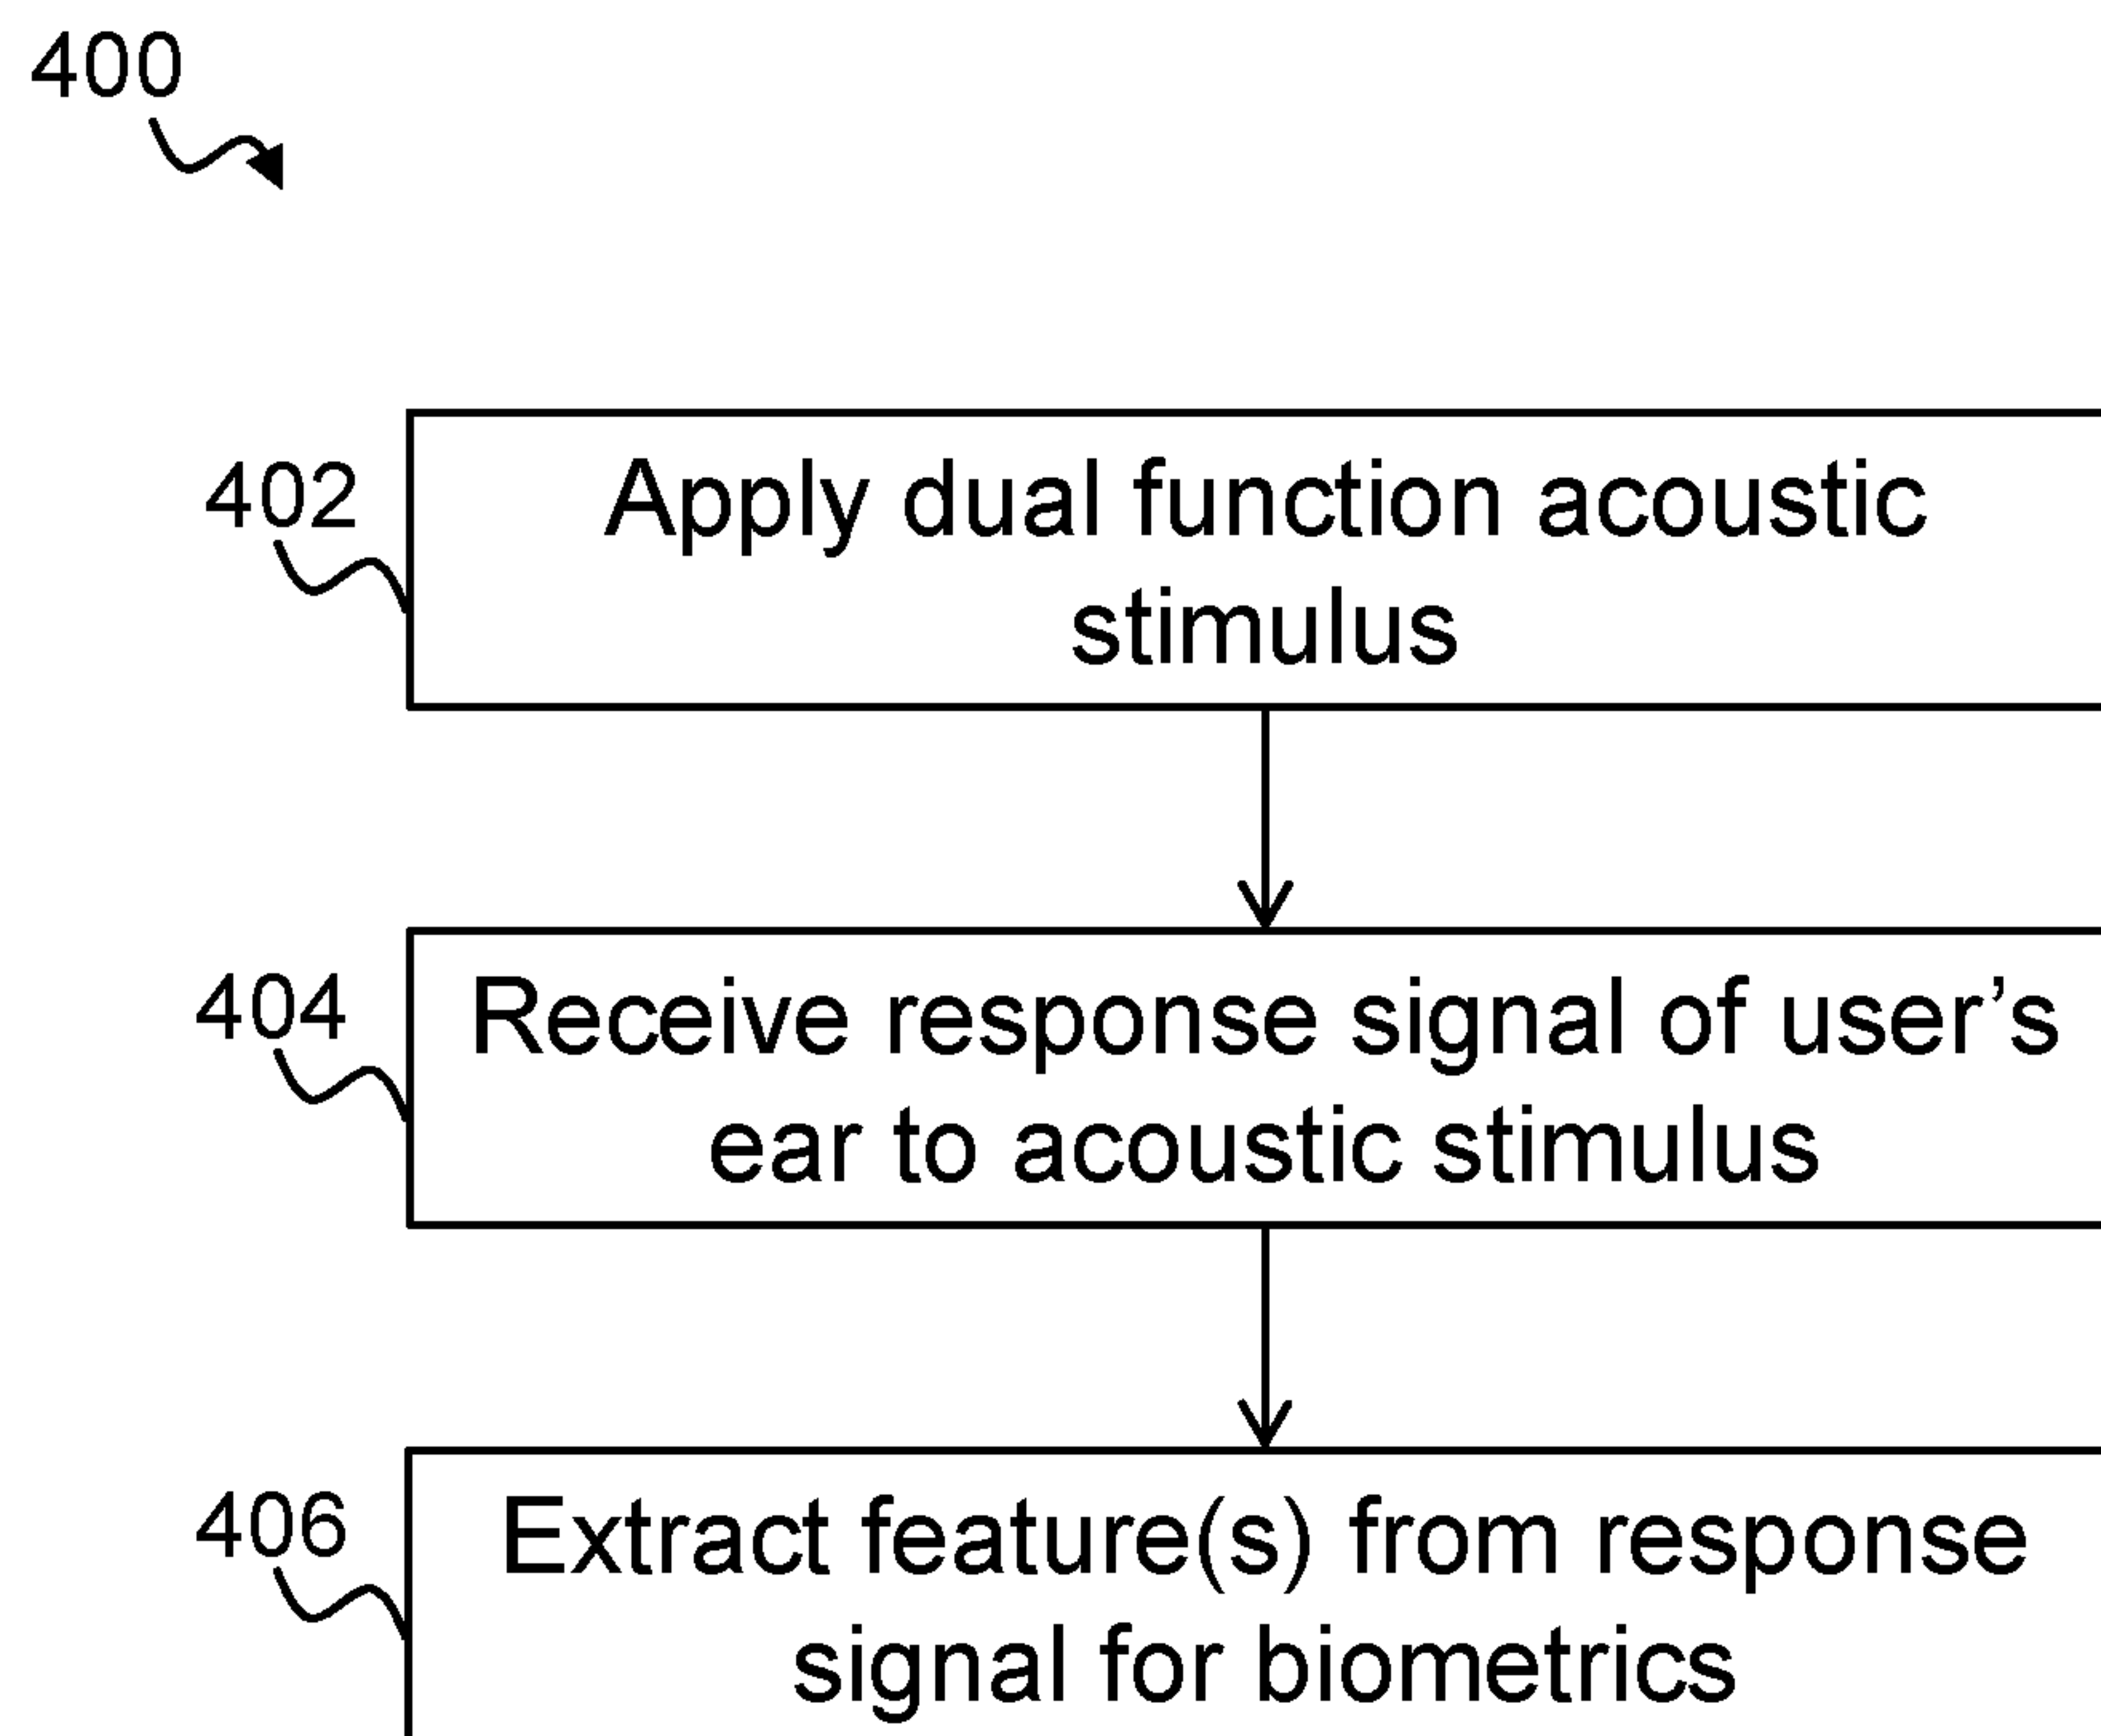 400
402
Apply dual function acoustic
stimulus
404
Receive response signal of user’s
ear to acoustic stimulus
406
Extract feature(s) from response
signal for biometrics